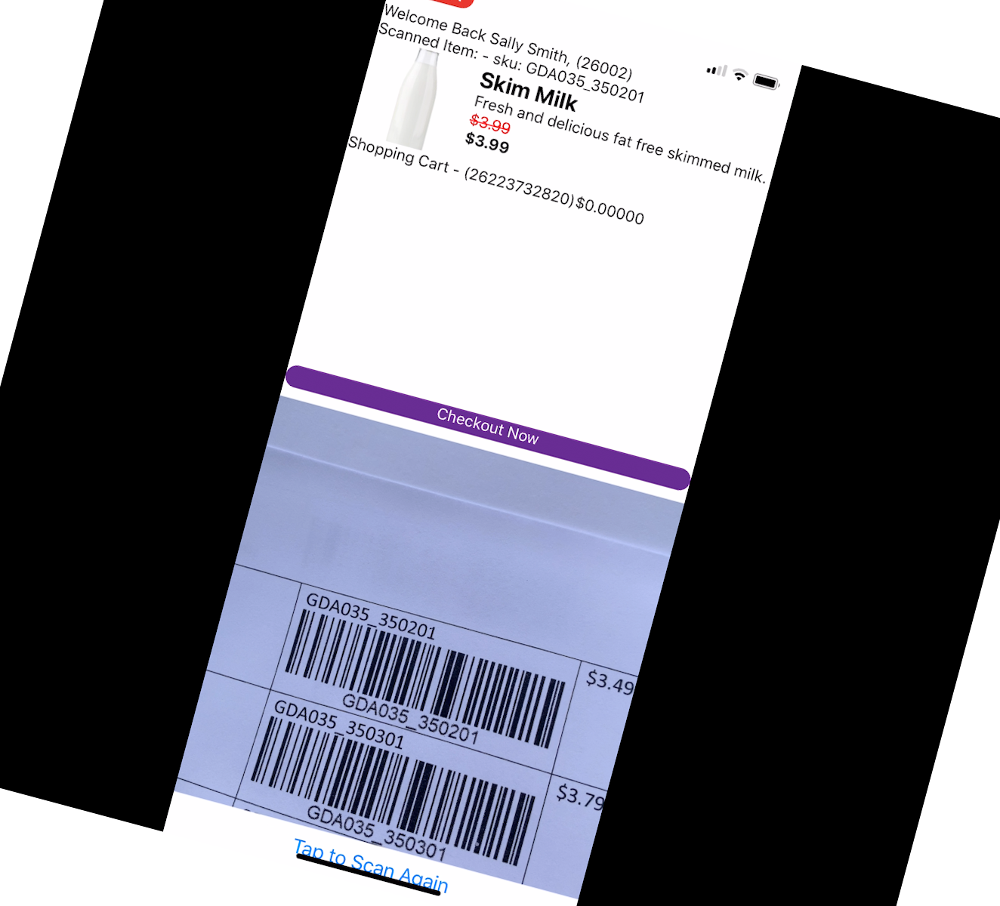 Welcome Back Sally Smith, (26002)
Scanned Item: - sku: GDA035_350201
Skim Milk
Fresh and delicious fat free skimmed milk.
$3.99
$3.99
Shopping Cart - (26223732820)$0.00000
Checkout Now
GDA035_350201
$3.49
GDA035_350201
GDA035_350301
$3.79
GDA035_350301
Tap to Scan Again